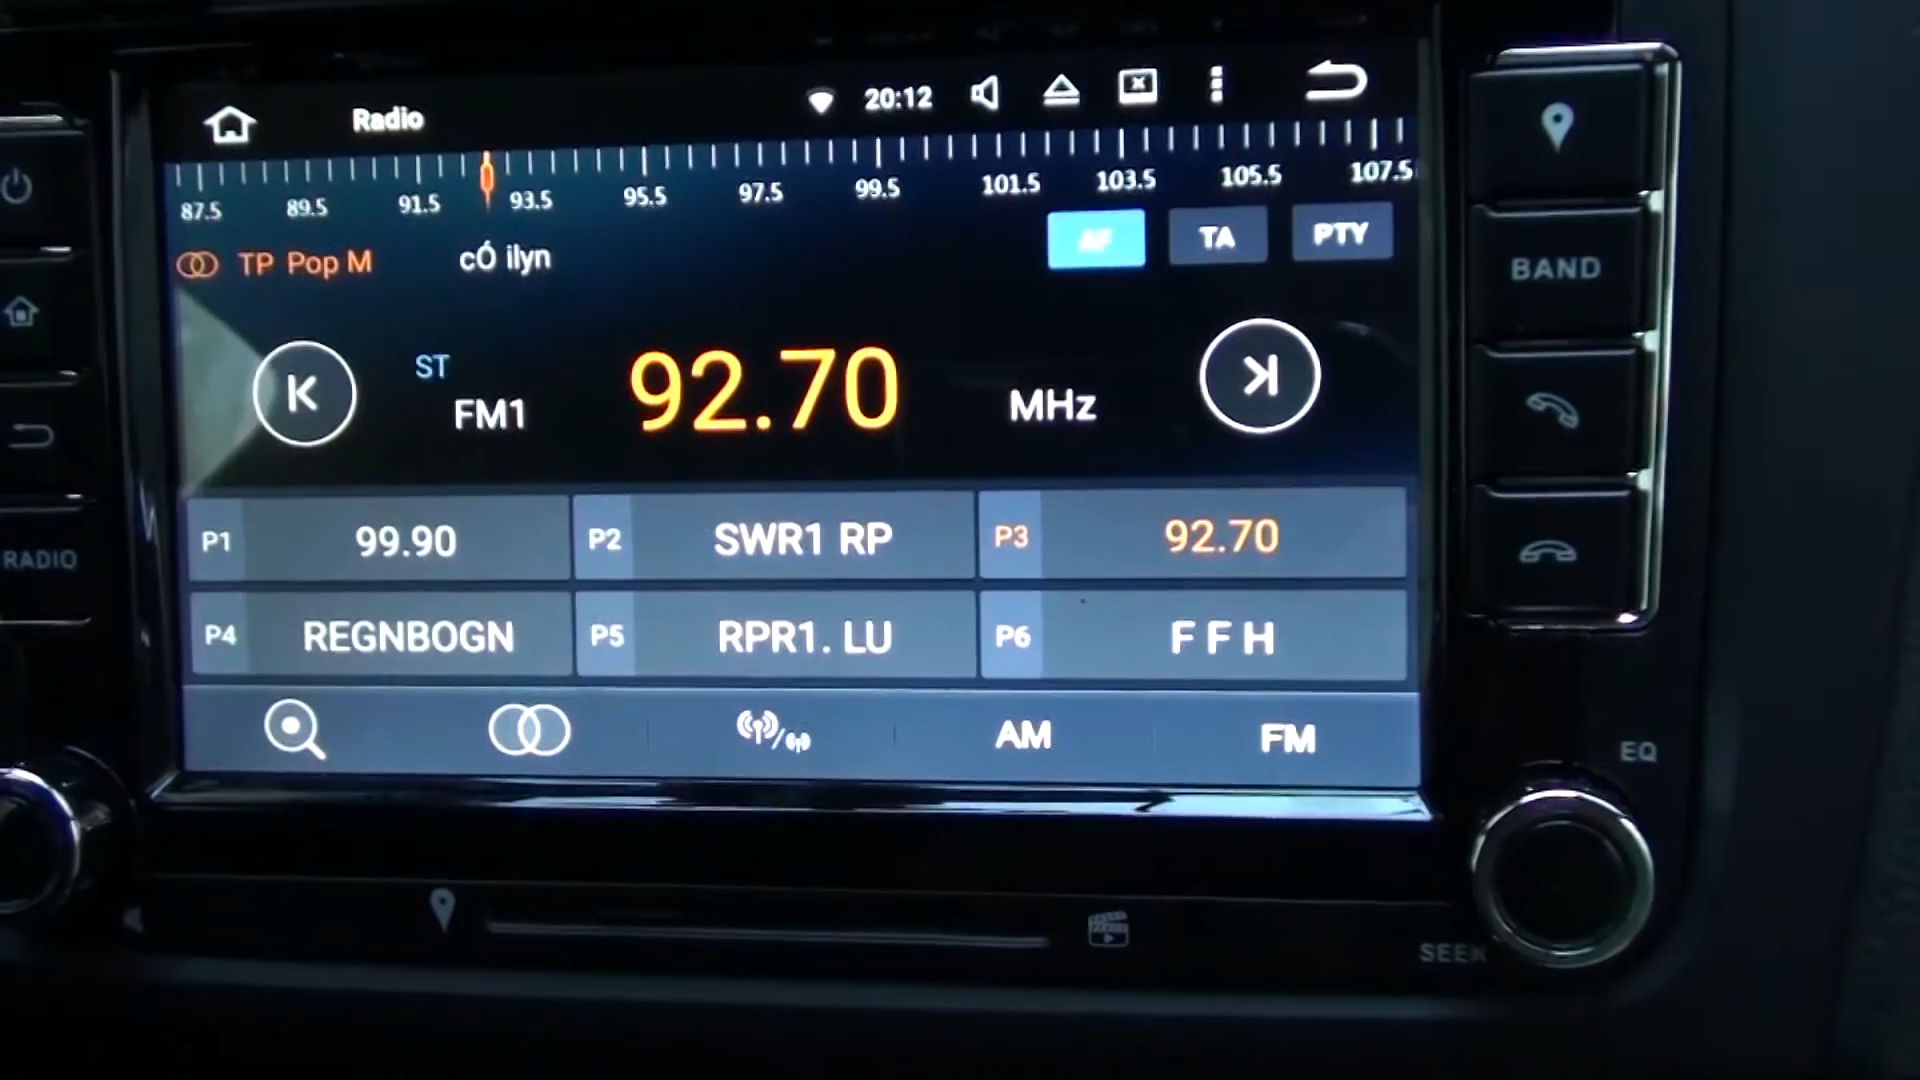 Radio 20:12
87.5 89.5 91.5 93.5 95.5 97.5 99.5 101.5 103.5 105.5 107.5
TP Pop M cÓ ilyn AF TA PTY
ST
FM1 92.70 MHz
P1 99.90 P2 SWR1 RP P3 92.70
P4 REGNBOGN P5 RPR1. LU P6 F F H
AM FM
RADIO
BAND
EQ
SEEK